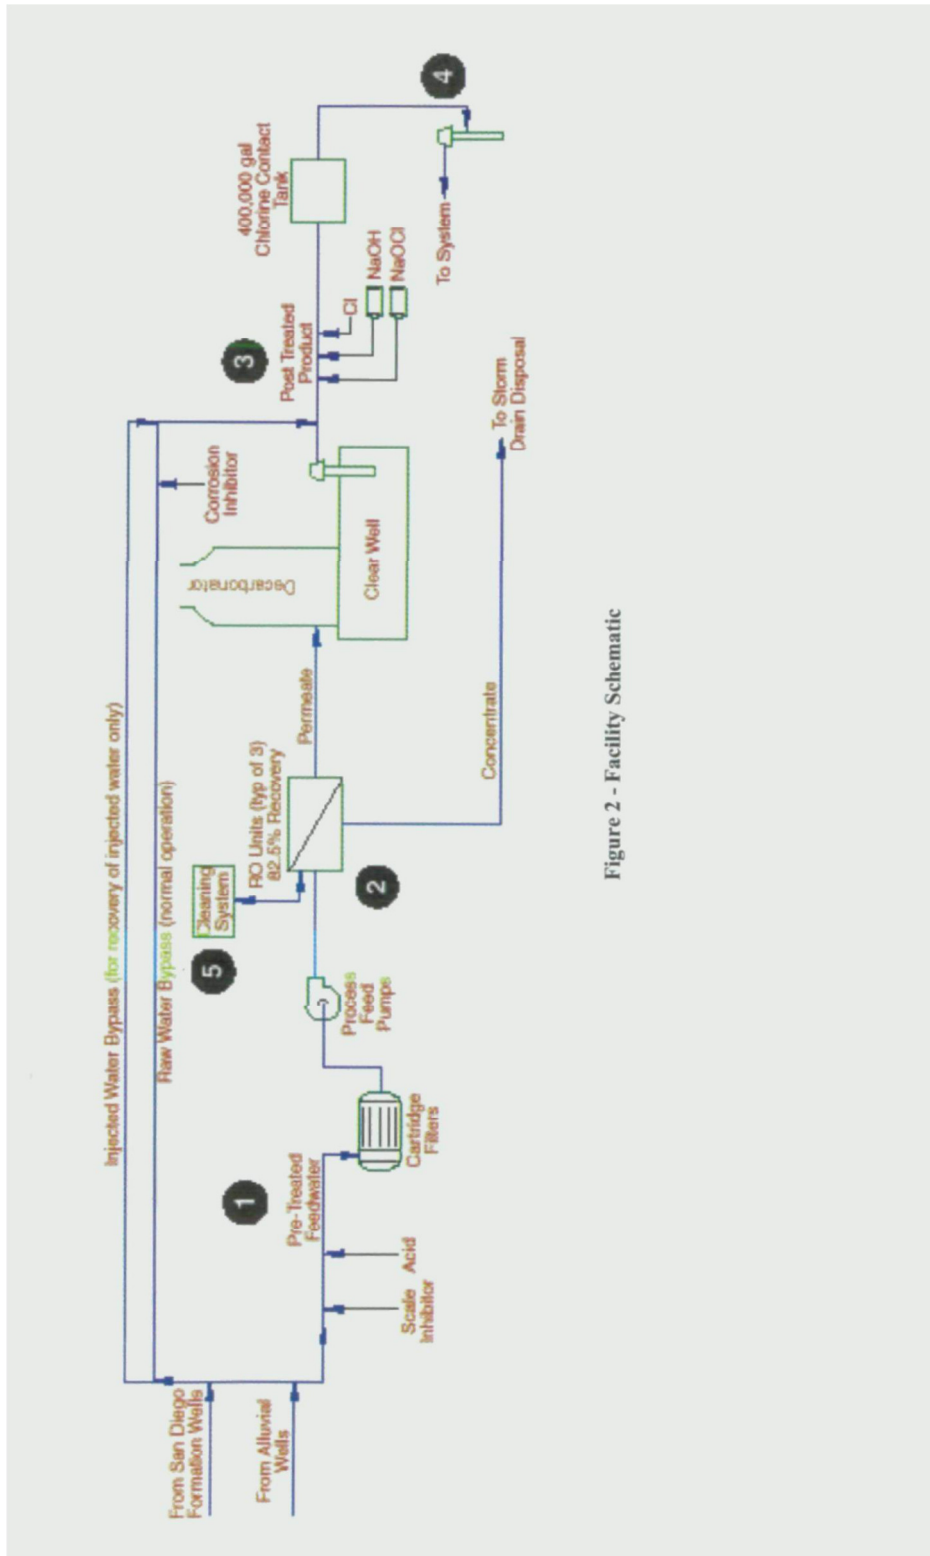 Injected Water Bypass (for recovery of injected water only)
Raw Water Bypass (normal operation)
From San Diego
Formation Wells
From Alluvial
Wells
Scale
Inhibitor
Acid
1
Pre-Treated
Feedwater
Cartridge
Filters
Process
Feed
Pumps
5
Cleaning
System
2
RO Units (typ of 3)
82.5% Recovery
Permeate
Concentrate
To Storm
Drain Disposal
Decarbonator
Clear Well
Corrosion
Inhibitor
3
Post Treated
Product
Cl
NaOH
NaOCl
400,000 gal
Chlorine Contact
Tank
4
To System
Figure 2 - Facility Schematic